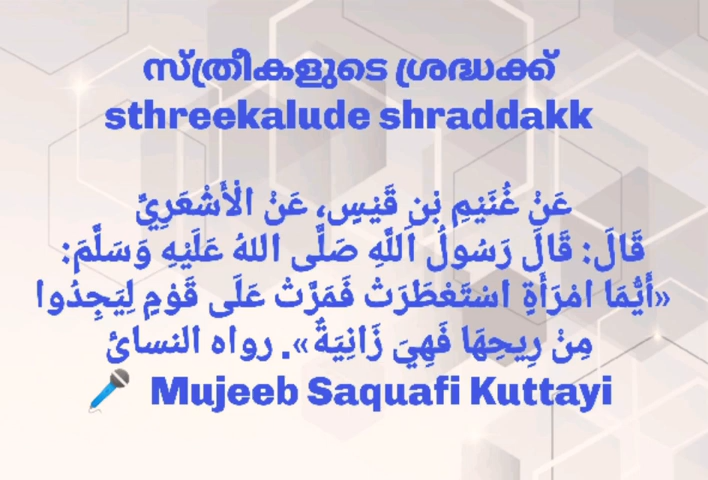 സ്ത്രീകളുടെ ശ്രദ്ധക്ക്
sthreekalude shraddakk
عَنْ غُنَيْمِ بْنِ قَيْسٍ، عَنْ الْأَشْعَرِيِّ
قَالَ: قَالَ رَسُولُ اللَّهِ صَلَّى اللهُ عَلَيْهِ وَسَلَّمَ:
«أَيُّمَا امْرَأَةٍ اسْتَعْطَرَتْ فَمَرَّتْ عَلَى قَوْمٍ لِيَجِدُوا
مِنْ رِيحِهَا فَهِيَ زَانِيَةٌ». رواه النسائ
🎤 Mujeeb Saquafi Kuttayi